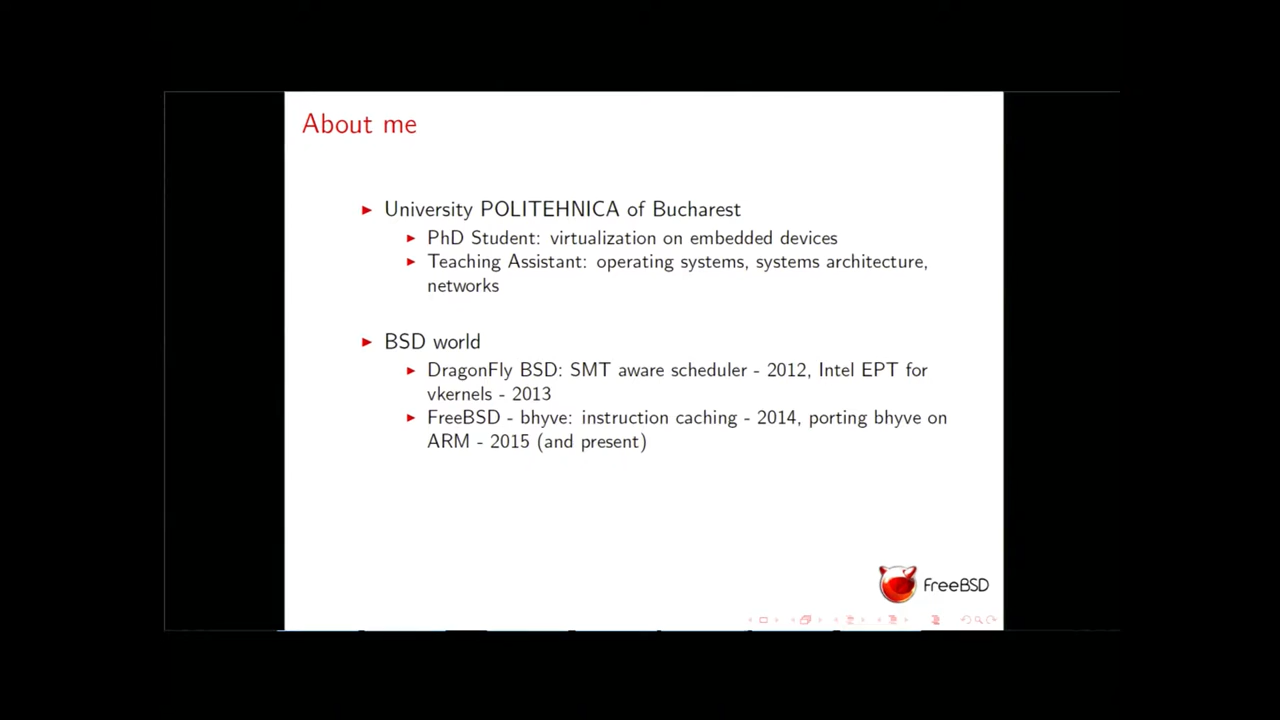 About me
University POLITEHNICA of Bucharest
PhD Student: virtualization on embedded devices
Teaching Assistant: operating systems, systems architecture,
networks
BSD world
DragonFly BSD: SMT aware scheduler - 2012, Intel EPT for
vkernels - 2013
FreeBSD - bhyve: instruction caching - 2014, porting bhyve on
ARM - 2015 (and present)
FreeBSD